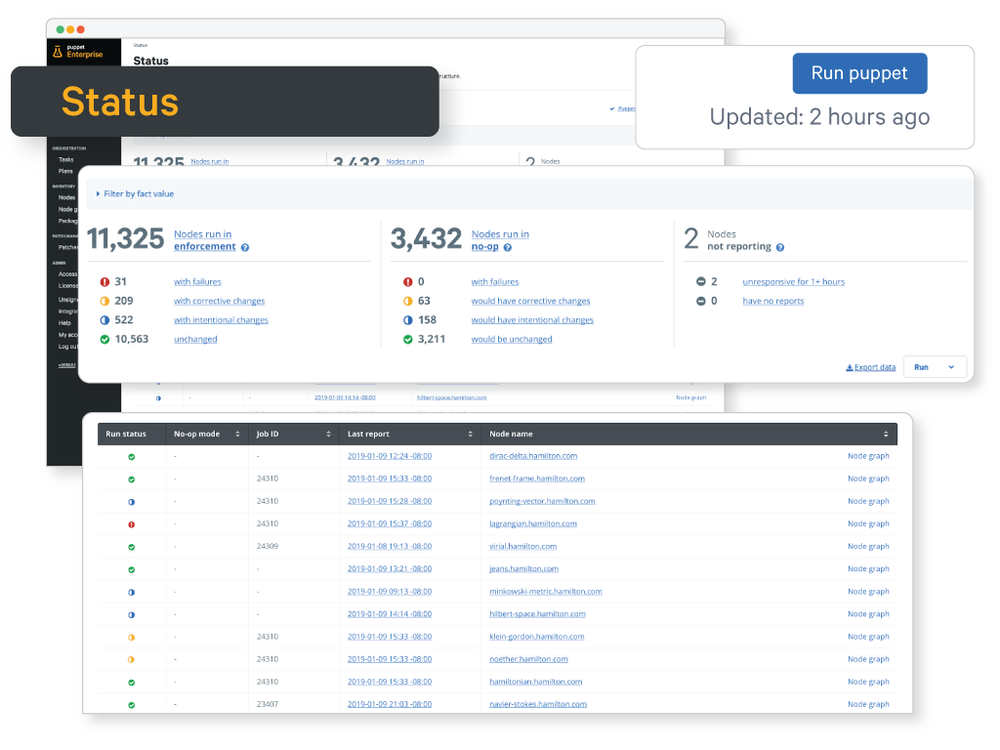 puppet
Enterprise
Status
Status
ructure.
Status
Run puppet
Updated: 2 hours ago
Puppet
ORCHESTRATION
Tasks
Plans
INVENTORY
Nodes
Node g
Packag
PATCH MANA
Patches
ADMIN
Access
License
Unsigne
Integra
Help
My acco
Log out
11,325 Nodes run in
3,432 Nodes run in
2 Nodes
Filter by fact value
11,325 Nodes run in
enforcement ?
31 with failures
209 with corrective changes
522 with intentional changes
10,563 unchanged
3,432 Nodes run in
no-op ?
0 with failures
63 would have corrective changes
158 would have intentional changes
3,211 would be unchanged
2 Nodes
not reporting ?
2 unresponsive for 1+ hours
0 have no reports
Export data Run
- - 2019-01-09 14:14 -08:00 hilbert-space.hamilton.com Node graph
Run status No-op mode Job ID Last report Node name
- - 2019-01-09 12:24 -08:00 dirac-delta.hamilton.com Node graph
- 24310 2019-01-09 15:33 -08:00 frenet-frame.hamilton.com Node graph
- 24310 2019-01-09 15:28 -08:00 poynting-vector.hamilton.com Node graph
- 24310 2019-01-09 15:37 -08:00 lagrangian.hamilton.com Node graph
- 24309 2019-01-08 19:13 -08:00 virial.hamilton.com Node graph
- - 2019-01-09 13:21 -08:00 jeans.hamilton.com Node graph
- - 2019-01-09 09:13 -08:00 minkowski-metric.hamilton.com Node graph
- - 2019-01-09 14:14 -08:00 hilbert-space.hamilton.com Node graph
- 24310 2019-01-09 15:33 -08:00 klein-gordon.hamilton.com Node graph
- 24310 2019-01-09 15:33 -08:00 noether.hamilton.com Node graph
- 24310 2019-01-09 15:33 -08:00 hamiltonian.hamilton.com Node graph
- 23407 2019-01-09 21:03 -08:00 navier-stokes.hamilton.com Node graph